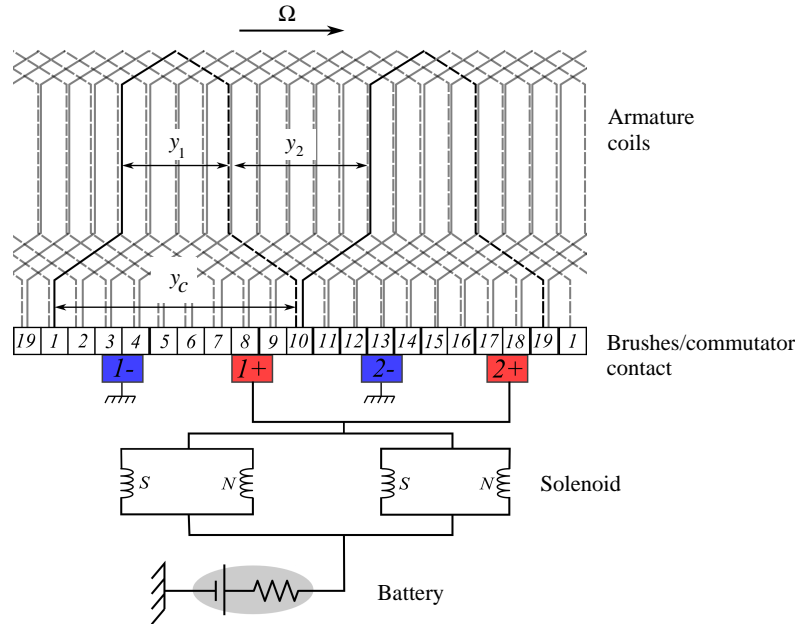 Ω
Armature
coils
y1
y2
yC
19 1 2 3 4 5 6 7 8 9 10 11 12 13 14 15 16 17 18 19 1
Brushes/commutator
contact
1- 1+ 2- 2+
S N S N
Solenoid
Battery